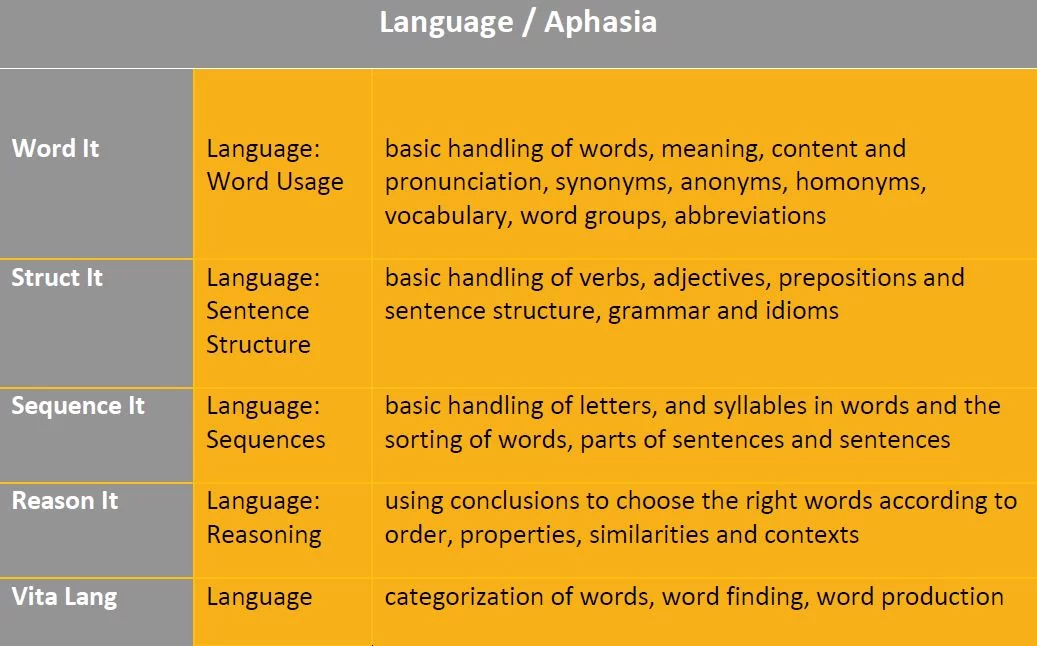 Language / Aphasia
Word It
Language:
Word Usage
basic handling of words, meaning, content and
pronunciation, synonyms, anonyms, homonyms,
vocabulary, word groups, abbreviations
Struct It
Language:
Sentence
Structure
basic handling of verbs, adjectives, prepositions and
sentence structure, grammar and idioms
Sequence It
Language:
Sequences
basic handling of letters, and syllables in words and the
sorting of words, parts of sentences and sentences
Reason It
Language:
Reasoning
using conclusions to choose the right words according to
order, properties, similarities and contexts
Vita Lang
Language
categorization of words, word finding, word production